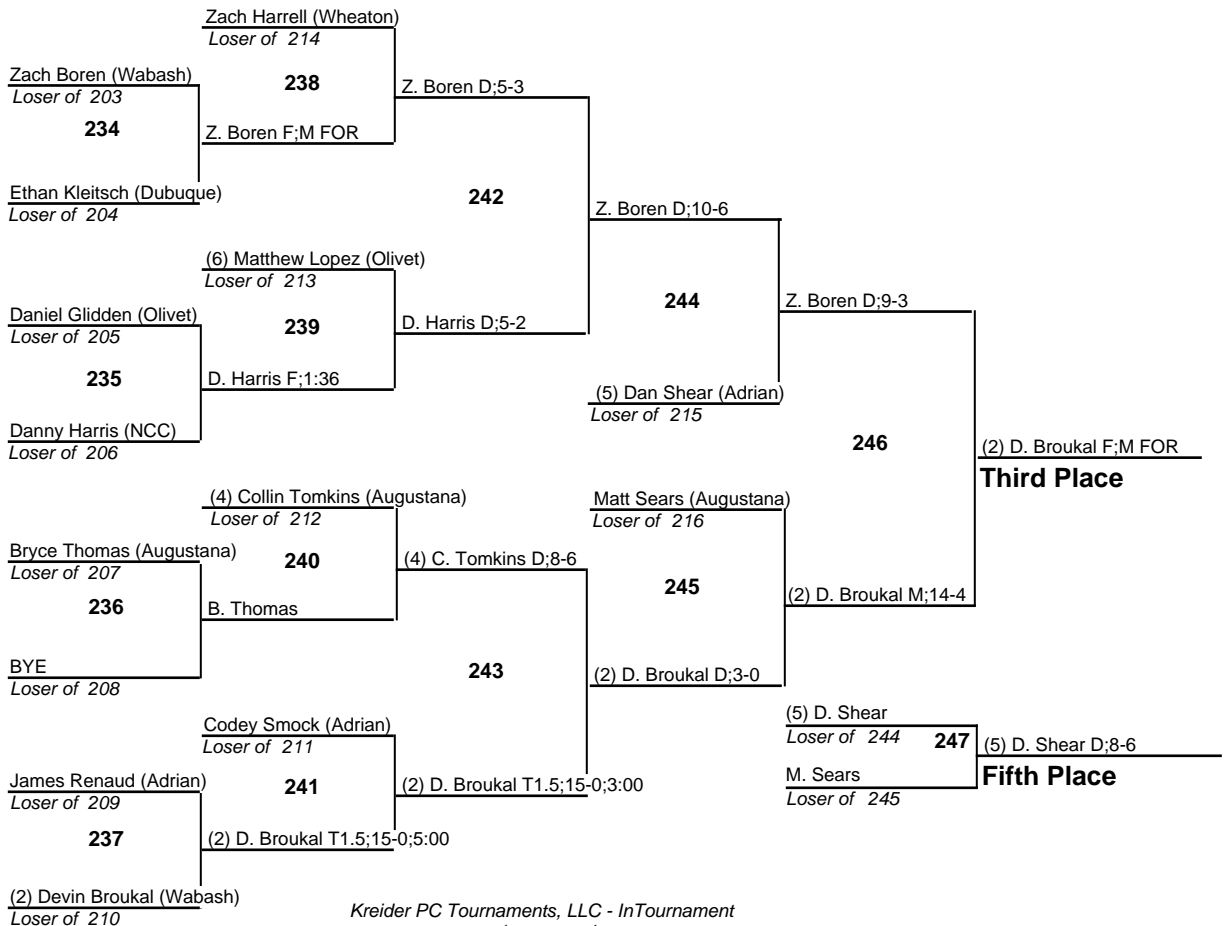 Zach Harrell (Wheaton)
Loser of 214
Zach Boren (Wabash)
Loser of 203
238
Z. Boren D;5-3
234
Z. Boren F;M FOR
Ethan Kleitsch (Dubuque)
Loser of 204
242
Z. Boren D;10-6
(6) Matthew Lopez (Olivet)
Loser of 213
Daniel Glidden (Olivet)
Loser of 205
239
D. Harris D;5-2
244
Z. Boren D;9-3
235
D. Harris F;1:36
(5) Dan Shear (Adrian)
Loser of 215
Danny Harris (NCC)
Loser of 206
246
(2) D. Broukal F;M FOR
Third Place
(4) Collin Tomkins (Augustana)
Loser of 212
Matt Sears (Augustana)
Loser of 216
Bryce Thomas (Augustana)
Loser of 207
240
(4) C. Tomkins D;8-6
245
(2) D. Broukal M;14-4
236
B. Thomas
BYE
Loser of 208
243
(2) D. Broukal D;3-0
Codey Smock (Adrian)
Loser of 211
(5) D. Shear
Loser of 244
247
(5) D. Shear D;8-6
Fifth Place
James Renaud (Adrian)
Loser of 209
241
(2) D. Broukal T1.5;15-0;3:00
M. Sears
Loser of 245
237
(2) D. Broukal T1.5;15-0;5:00
(2) Devin Broukal (Wabash)
Loser of 210
Kreider PC Tournaments, LLC - InTournament